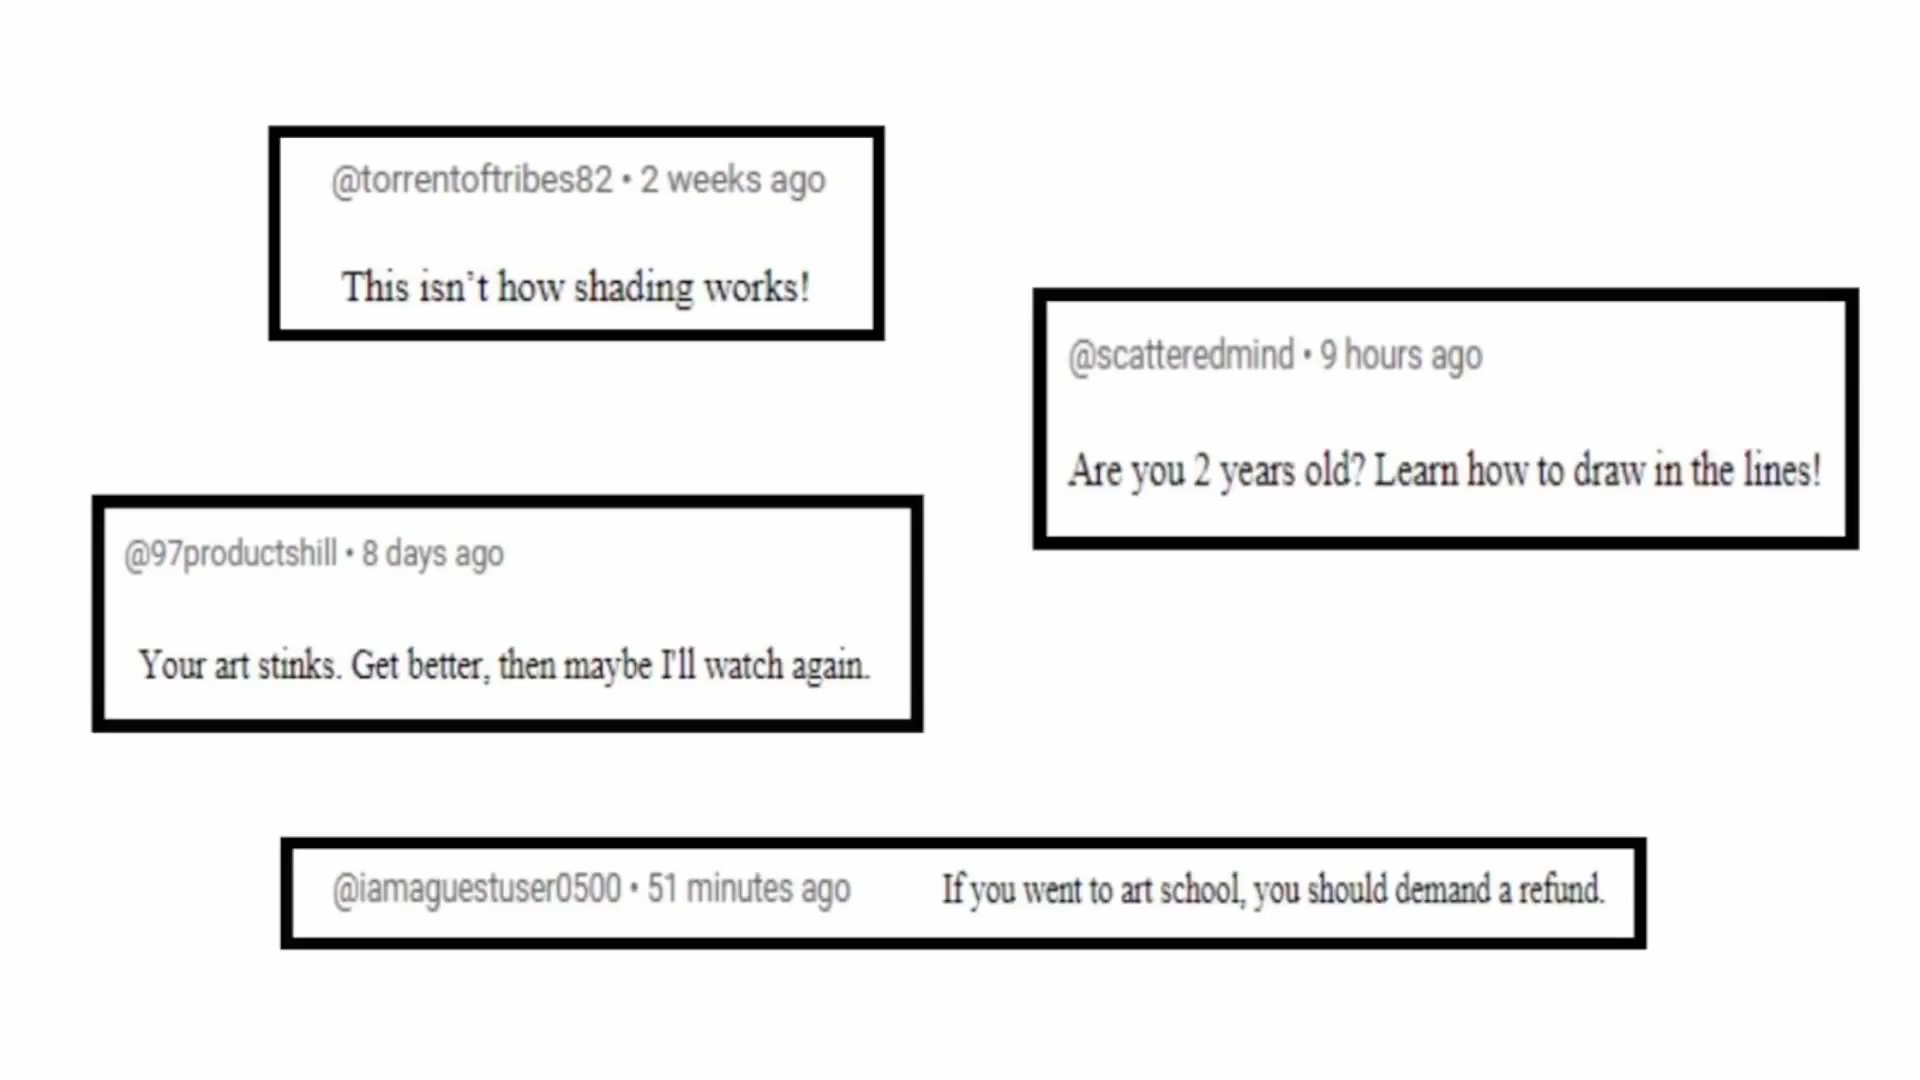 @torrentoftribes82 • 2 weeks ago
This isn’t how shading works!
@scatteredmind • 9 hours ago
Are you 2 years old? Learn how to draw in the lines!
@97productshill • 8 days ago
Your art stinks. Get better, then maybe I'll watch again.
@iamaguestuser0500 • 51 minutes ago If you went to art school, you should demand a refund.